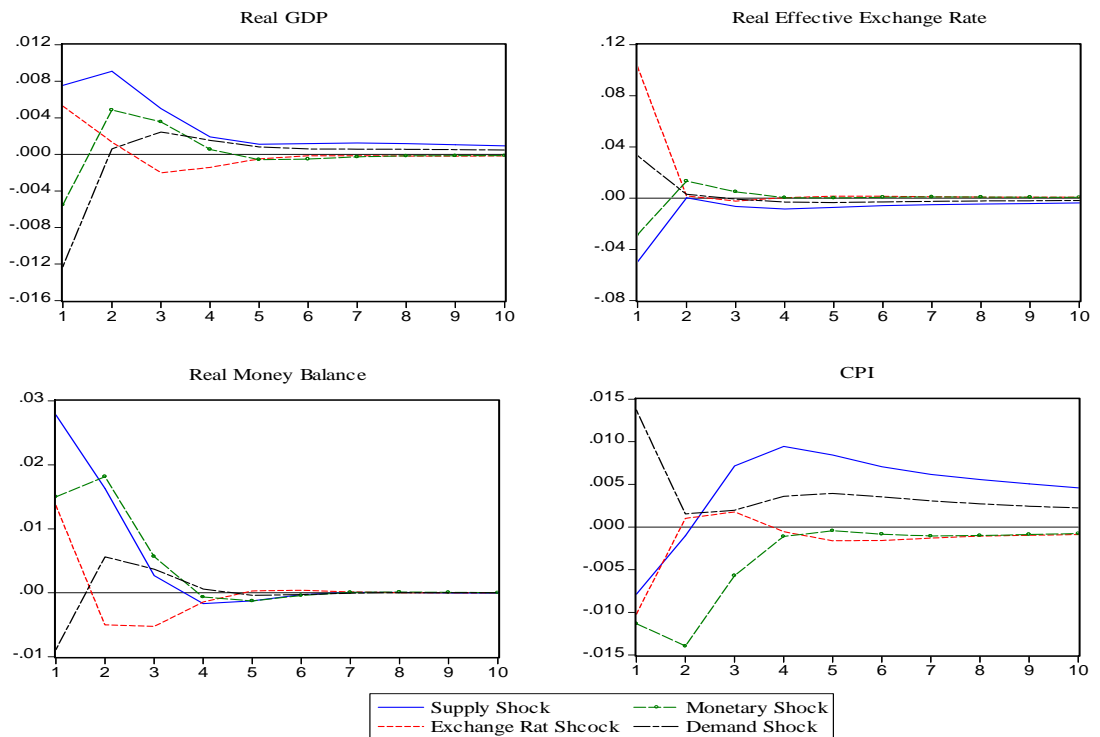 Real GDP
.012
.008
.004
.000
-.004
-.008
-.012
-.016
1 2 3 4 5 6 7 8 9 10
Real Effective Exchange Rate
.12
.08
.04
.00
-.04
-.08
1 2 3 4 5 6 7 8 9 10
Real Money Balance
.03
.02
.01
.00
-.01
1 2 3 4 5 6 7 8 9 10
CPI
.015
.010
.005
.000
-.005
-.010
-.015
1 2 3 4 5 6 7 8 9 10
Supply Shock Monetary Shock
Exchange Rat Shcock Demand Shock